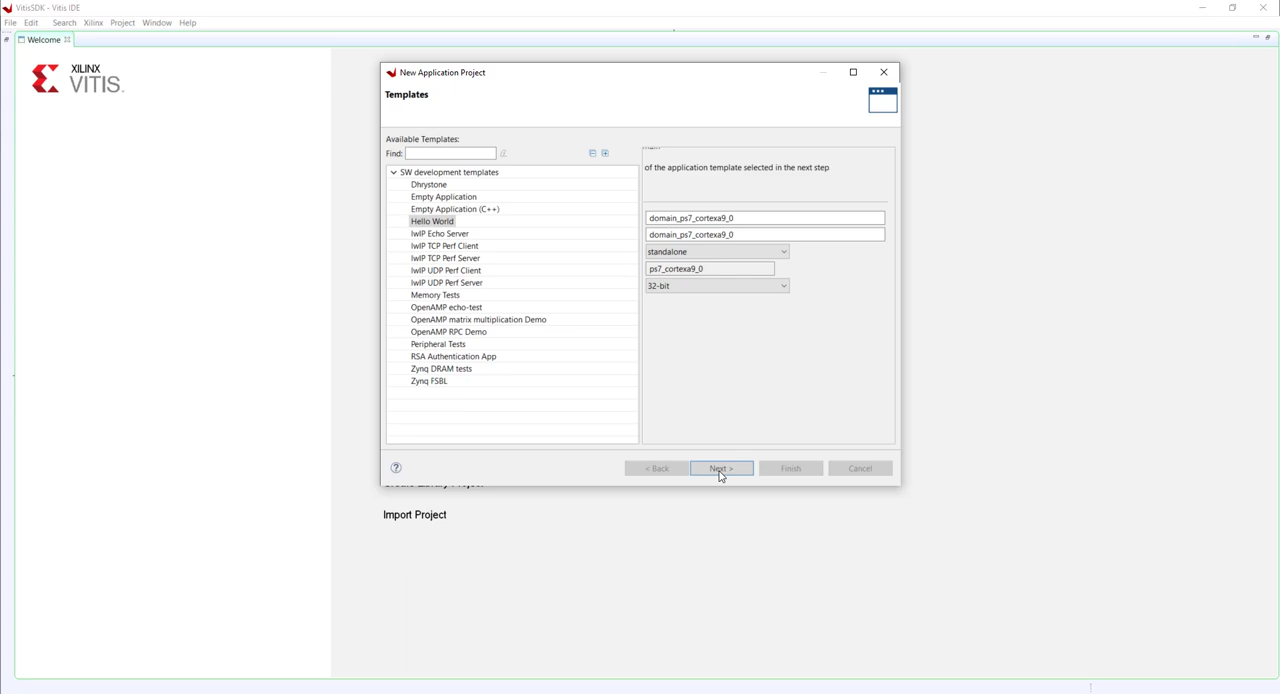 VitisSDK - Vitis IDE
File Edit Search Xilinx Project Window Help
Welcome
XILINX
VITIS.
New Application Project
Templates
Available Templates:
Find:
SW development templates
Dhrystone
Empty Application
Empty Application (C++)
Hello World
lwIP Echo Server
lwIP TCP Perf Client
lwIP TCP Perf Server
lwIP UDP Perf Client
lwIP UDP Perf Server
Memory Tests
OpenAMP echo-test
OpenAMP matrix multiplication Demo
OpenAMP RPC Demo
Peripheral Tests
RSA Authentication App
Zynq DRAM tests
Zynq FSBL
of the application template selected in the next step
domain_ps7_cortexa9_0
domain_ps7_cortexa9_0
standalone
ps7_cortexa9_0
32-bit
?
< Back
Next >
Finish
Cancel
Create Library Project
Import Project